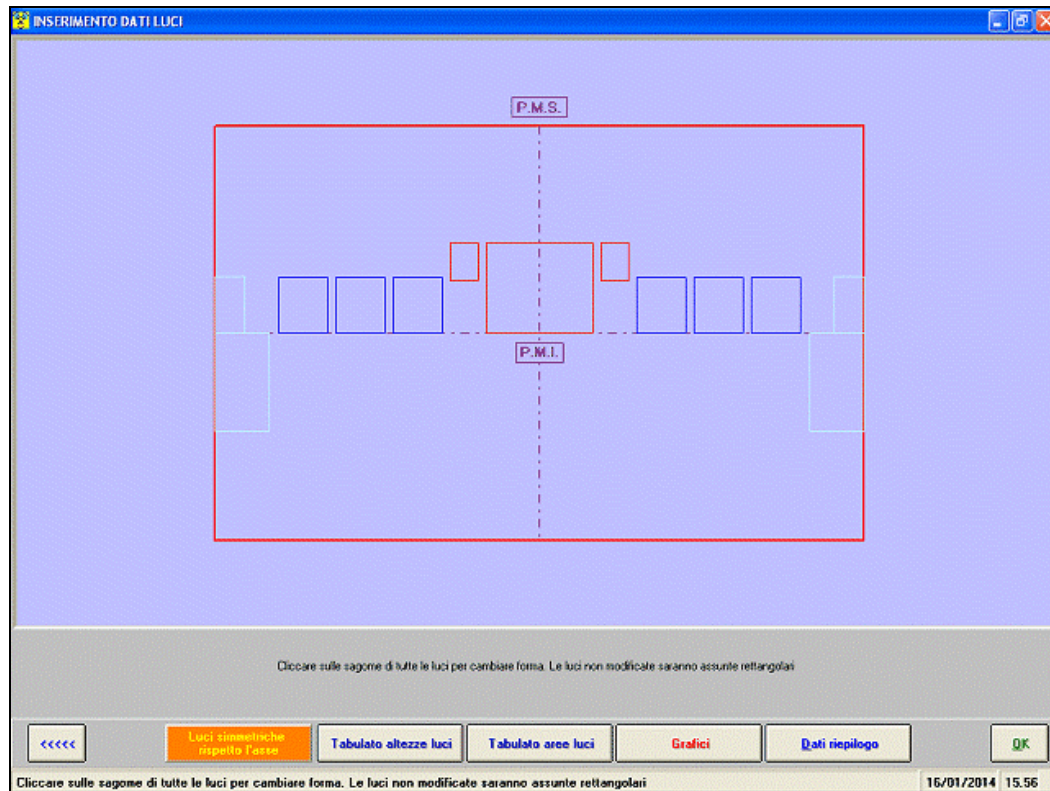 INSERIMENTO DATI LUCI
P.M.S.
P.M.I.
Cliccare sulle sagome di tutte le luci per cambiare forma. Le luci non modificate saranno assunte rettangolari
<<<<<
Luci simmetriche
rispetto l'asse
Tabulato altezze luci
Tabulato aree luci
Grafici
Dati riepilogo
OK
Cliccare sulle sagome di tutte le luci per cambiare forma. Le luci non modificate saranno assunte rettangolari
16/01/2014
15.56